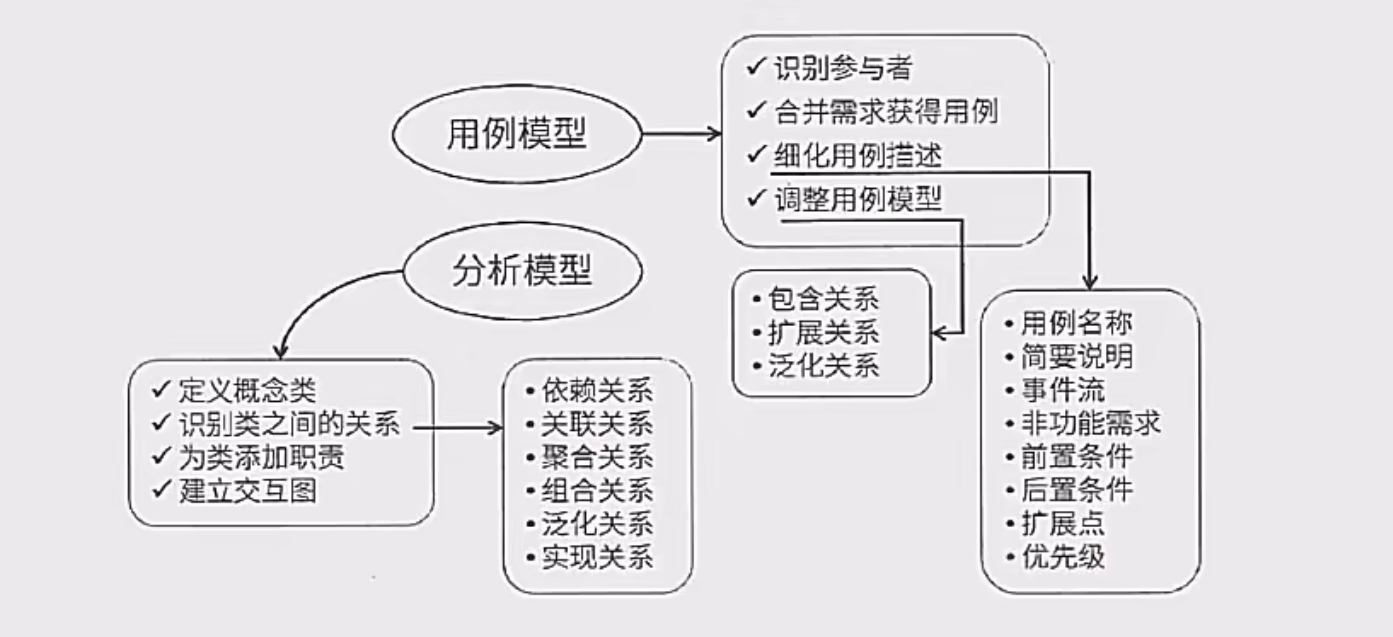 用例模型
识别参与者
合并需求获得用例
细化用例描述
调整用例模型
包含关系
扩展关系
泛化关系
用例名称
简要说明
事件流
非功能需求
前置条件
后置条件
扩展点
优先级
分析模型
定义概念类
识别类之间的关系
为类添加职责
建立交互图
依赖关系
关联关系
聚合关系
组合关系
泛化关系
实现关系